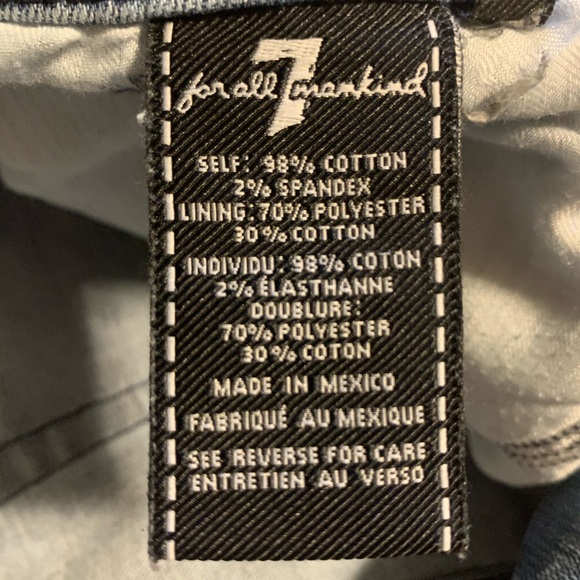 7
for all mankind
SELF: 98% COTTON
2% SPANDEX
LINING: 70% POLYESTER
30% COTTON
INDIVIDU: 98% COTON
2% ÉLASTHANNE
DOUBLURE:
70% POLYESTER
30% COTON
MADE IN MEXICO
FABRIQUÉ AU MEXIQUE
SEE REVERSE FOR CARE
ENTRETIEN AU VERSO